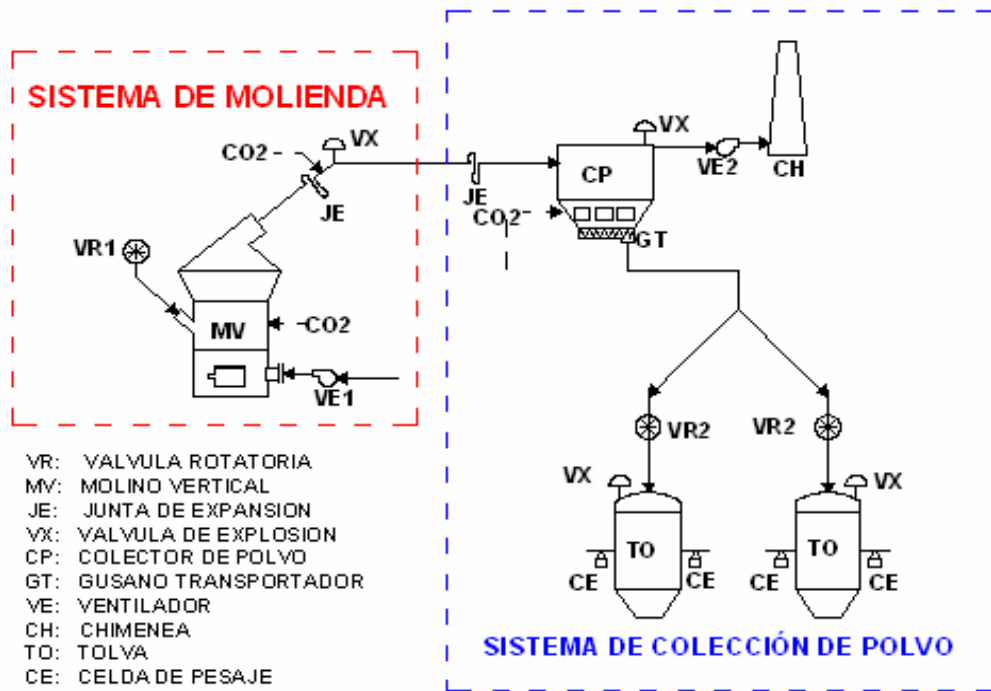 SISTEMA DE MOLIENDA
CO2
VX
JE
VR1
MV
CO2
VE1
VX
CP
VE2
CH
JE
CO2
GT
VR2
VR2
VX
VX
TO
TO
CE
CE
CE
CE
SISTEMA DE COLECCIÓN DE POLVO
VR: VALVULA ROTATORIA
MV: MOLINO VERTICAL
JE: JUNTA DE EXPANSION
VX: VALVULA DE EXPLOSION
CP: COLECTOR DE POLVO
GT: GUSANO TRANSPORTADOR
VE: VENTILADOR
CH: CHIMENEA
TO: TOLVA
CE: CELDA DE PESAJE